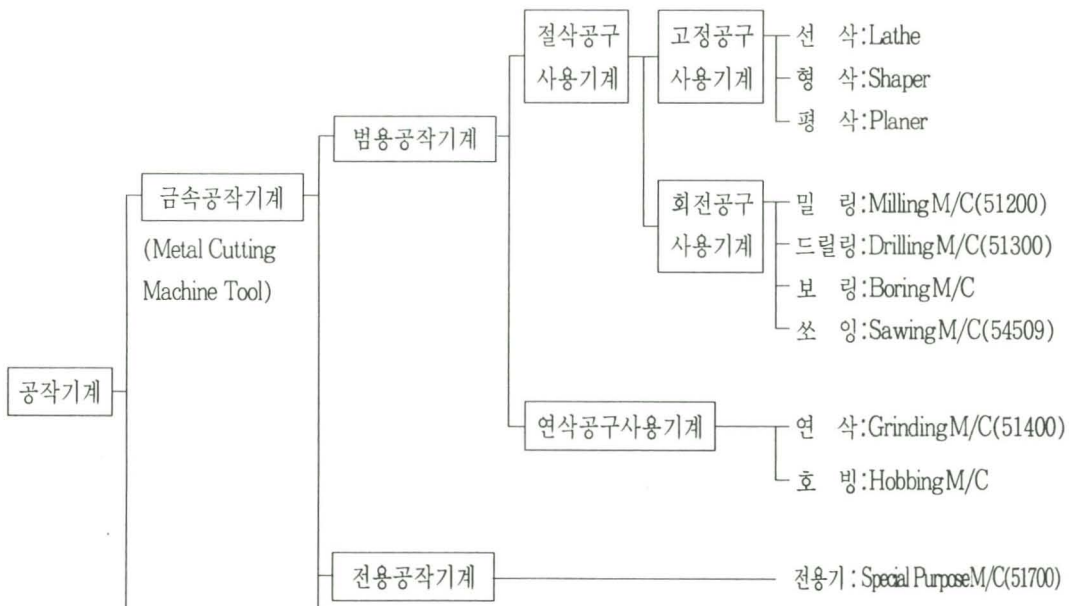 절삭공구
사용기계
고정공구
사용기계
선 삭:Lathe
형 삭:Shaper
평 삭:Planer
범용공작기계
금속공작기계
(Metal Cutting
Machine Tool)
회전공구
사용기계
밀 링:Milling M/C(51200)
드릴링:Drilling M/C(51300)
보 링:Boring M/C
쏘 잉:Sawing M/C(54509)
공작기계
연삭공구사용기계
연 삭:Grinding M/C(51400)
호 빙:Hobbing M/C
전용공작기계
전용기 : Special Purpose M/C(51700)